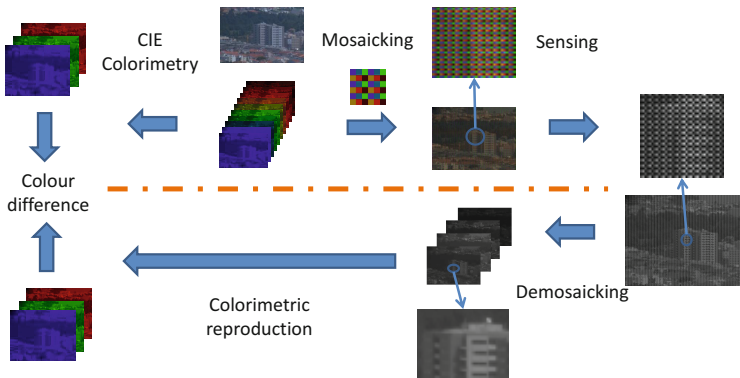 CIE
Colorimetry
Mosaicking
Sensing
Colour
difference
Demosaicking
Colorimetric
reproduction